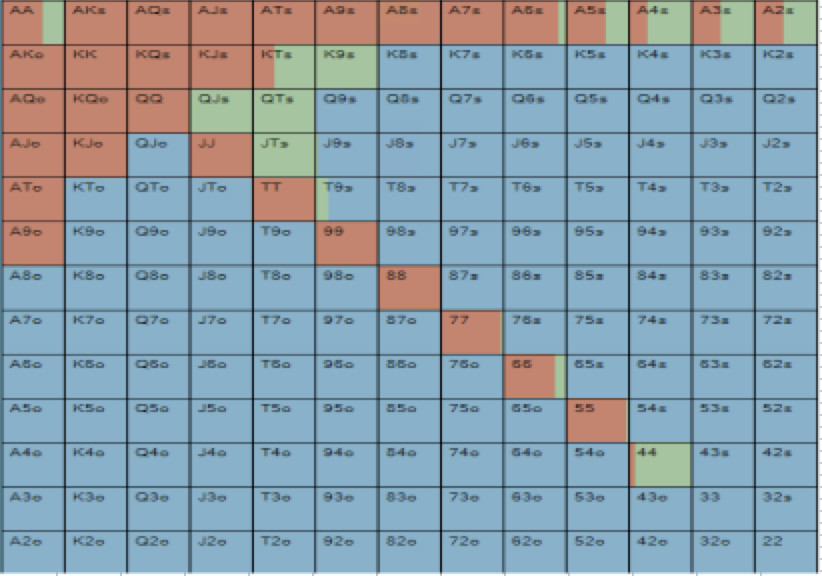 AA AKs AQs AJs ATs A9s A8s A7s A6s A5s A4s A3s A2s
AKo KK KQs KJs KTs K9s K8s K7s K6s K5s K4s K3s K2s
AQo KQo QQ QJs QTs Q9s Q8s Q7s Q6s Q5s Q4s Q3s Q2s
AJo KJo QJo JJ JTs J9s J8s J7s J6s J5s J4s J3s J2s
ATo KTo QTo JTo TT T9s T8s T7s T6s T5s T4s T3s T2s
A9o K9o Q9o J9o T9o 99 98s 97s 96s 95s 94s 93s 92s
A8o K8o Q8o J8o T8o 98o 88 87s 86s 85s 84s 83s 82s
A7o K7o Q7o J7o T7o 97o 87o 77 76s 75s 74s 73s 72s
A6o K6o Q6o J6o T6o 96o 86o 76o 66 65s 64s 63s 62s
A5o K5o Q5o J5o T5o 95o 85o 75o 65o 55 54s 53s 52s
A4o K4o Q4o J4o T4o 94o 84o 74o 64o 54o 44 43s 42s
A3o K3o Q3o J3o T3o 93o 83o 73o 63o 53o 43o 33 32s
A2o K2o Q2o J2o T2o 92o 82o 72o 62o 52o 42o 32o 22